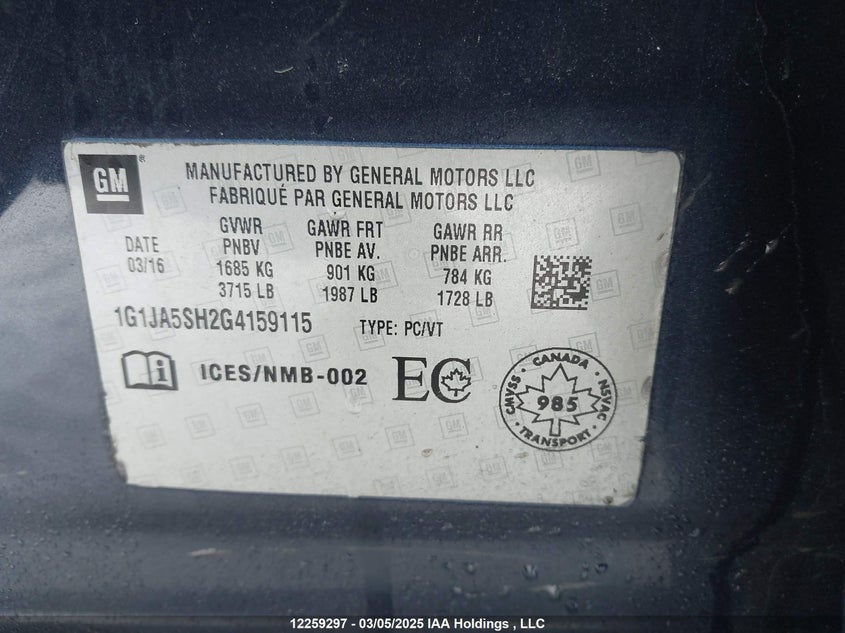 GM ®
MANUFACTURED BY GENERAL MOTORS LLC
FABRIQUÉ PAR GENERAL MOTORS LLC
DATE
03/16
GVWR
PNBV
1685 KG
3715 LB
GAWR FRT
PNBE AV.
901 KG
1987 LB
GAWR RR
PNBE ARR.
784 KG
1728 LB
1G1JA5SH2G4159115 TYPE: PC/VT
i ICES/NMB-002 EC
CANADA
CMVSS 985 NSVAC
TRANSPORT
12259297 - 03/05/2025 IAA Holdings , LLC